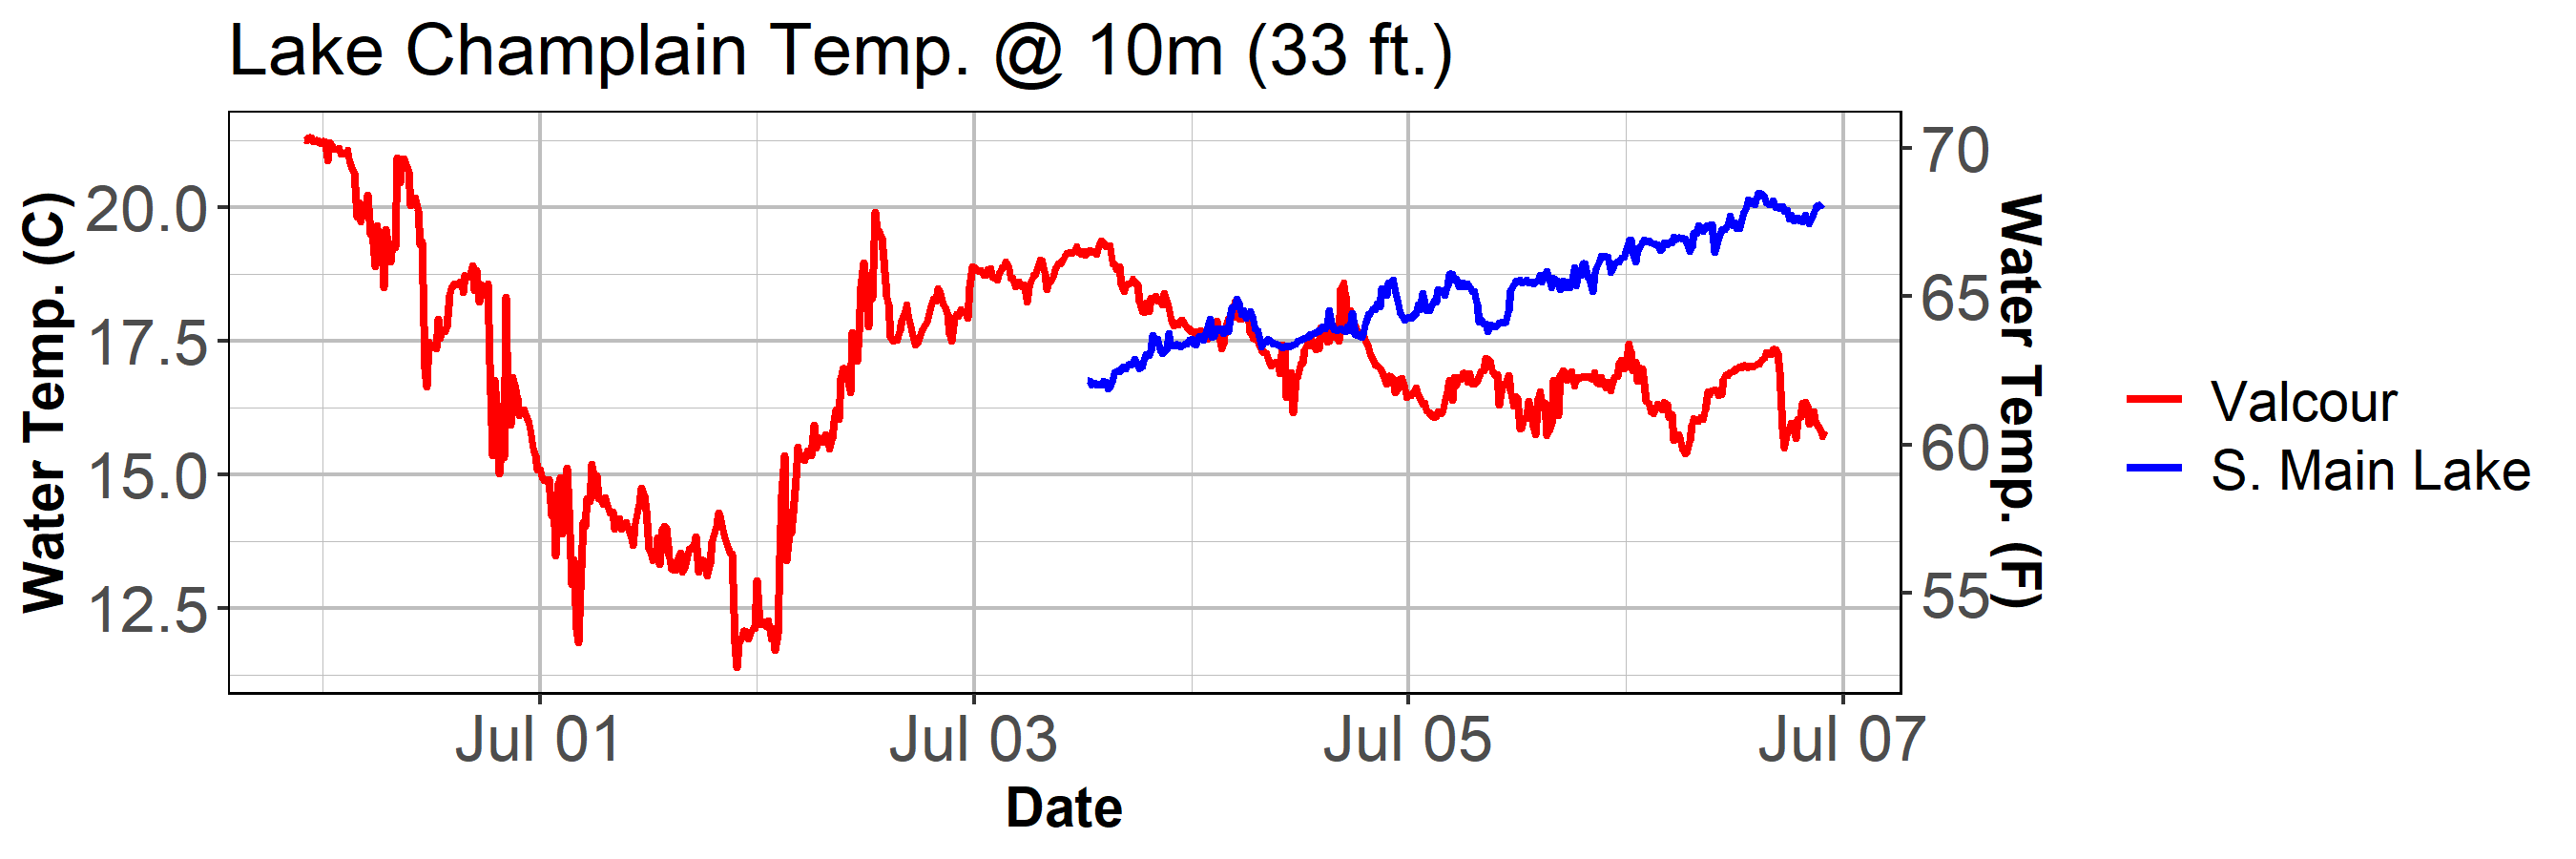 Lake Champlain Temp. @ 10m (33 ft.)
Water Temp. (C)
20.0
17.5
15.0
12.5
70
65
60
55
Water Temp. (F)
Jul 01
Jul 03
Jul 05
Jul 07
Date
Valcour
S. Main Lake